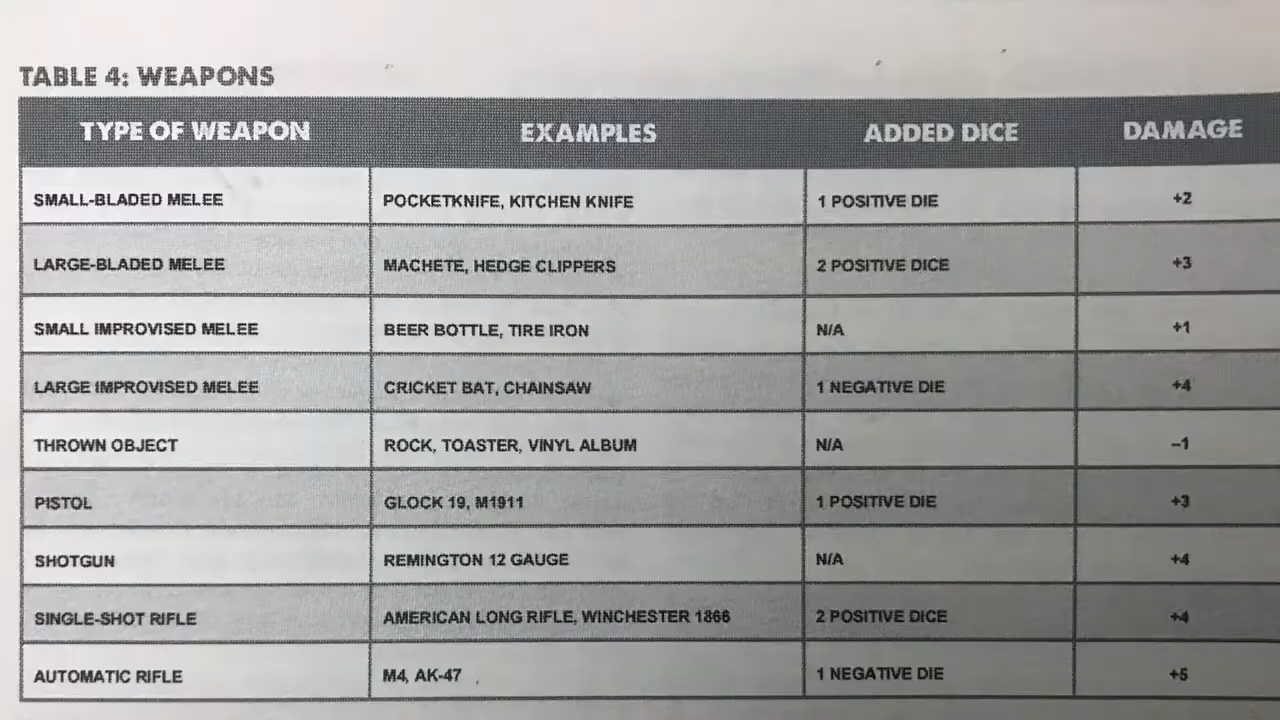 TABLE 4: WEAPONS
TYPE OF WEAPON EXAMPLES ADDED DICE DAMAGE
SMALL-BLADED MELEE POCKETKNIFE, KITCHEN KNIFE 1 POSITIVE DIE +2
LARGE-BLADED MELEE MACHETE, HEDGE CLIPPERS 2 POSITIVE DICE +3
SMALL IMPROVISED MELEE BEER BOTTLE, TIRE IRON N/A +1
LARGE IMPROVISED MELEE CRICKET BAT, CHAINSAW 1 NEGATIVE DIE +4
THROWN OBJECT ROCK, TOASTER, VINYL ALBUM N/A –1
PISTOL GLOCK 19, M1911 1 POSITIVE DIE +3
SHOTGUN REMINGTON 12 GAUGE N/A +4
SINGLE-SHOT RIFLE AMERICAN LONG RIFLE, WINCHESTER 1866 2 POSITIVE DICE +4
AUTOMATIC RIFLE M4, AK-47 1 NEGATIVE DIE +5